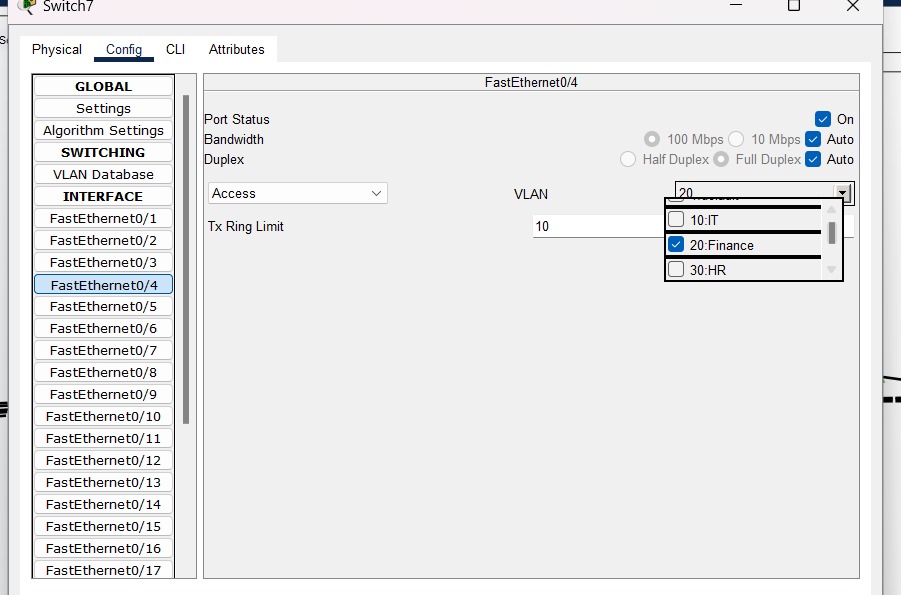 Switch7
Physical Config CLI Attributes
GLOBAL
Settings
Algorithm Settings
SWITCHING
VLAN Database
INTERFACE
FastEthernet0/1
FastEthernet0/2
FastEthernet0/3
FastEthernet0/4
FastEthernet0/5
FastEthernet0/6
FastEthernet0/7
FastEthernet0/8
FastEthernet0/9
FastEthernet0/10
FastEthernet0/11
FastEthernet0/12
FastEthernet0/13
FastEthernet0/14
FastEthernet0/15
FastEthernet0/16
FastEthernet0/17
FastEthernet0/4
Port Status On
Bandwidth 100 Mbps 10 Mbps Auto
Duplex Half Duplex Full Duplex Auto
Access VLAN 20
Tx Ring Limit 10
10:IT
20:Finance
30:HR